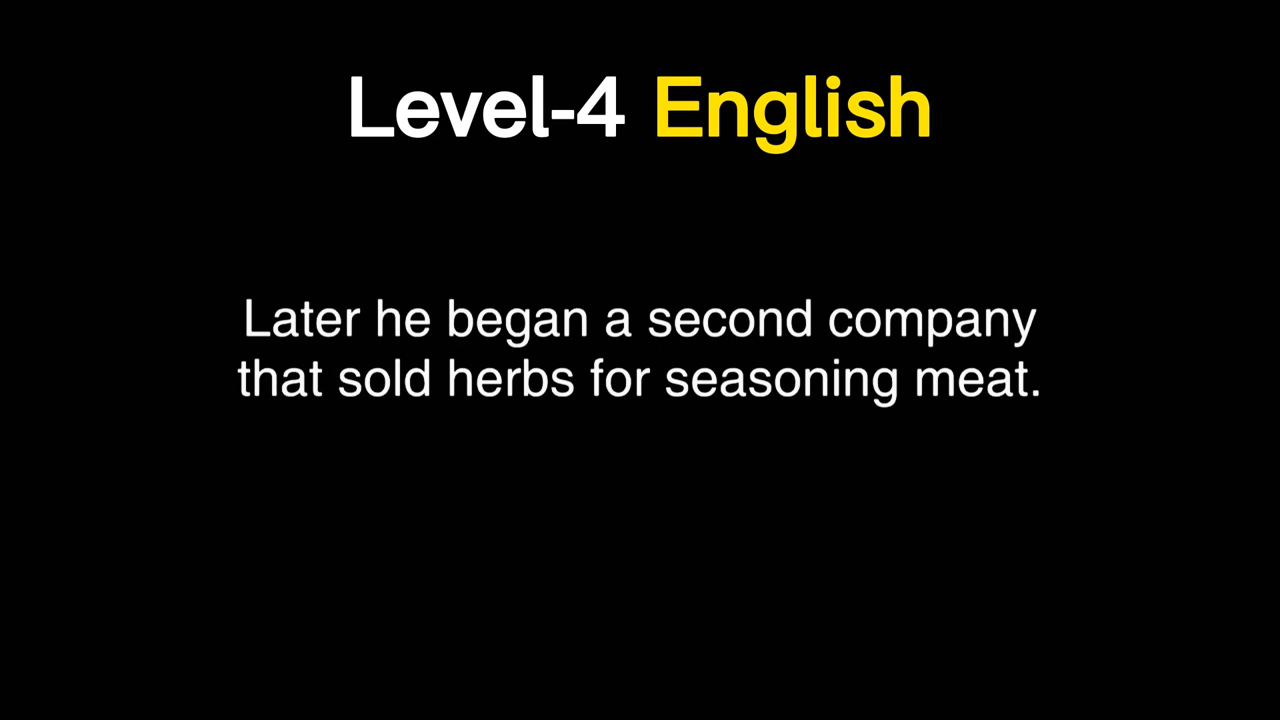 Level-4 English
Later he began a second company
that sold herbs for seasoning meat.